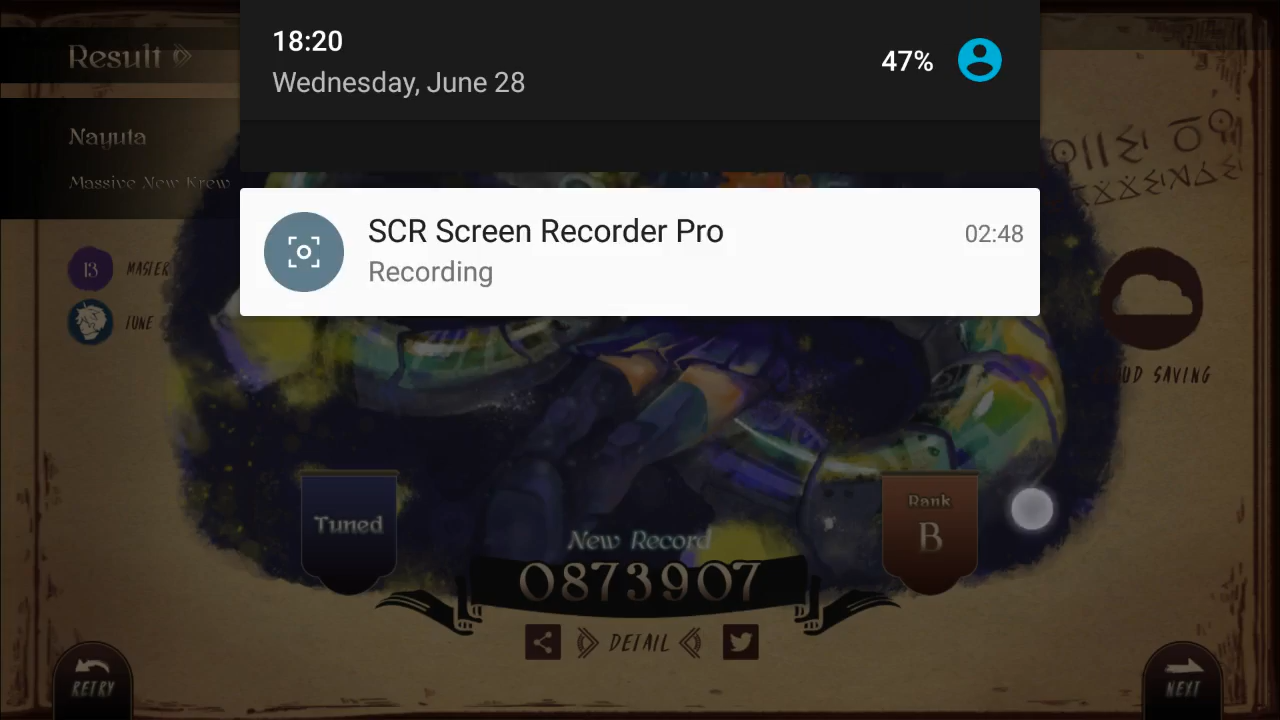 18:20
Wednesday, June 28
47%
Result
Nayuta
Massive New Krew
SCR Screen Recorder Pro
02:48
Recording
13
MASTER
TUNE
UD SAVING
Tuned
Rank
B
New Record
0873907
DETAIL
RETRY
NEXT